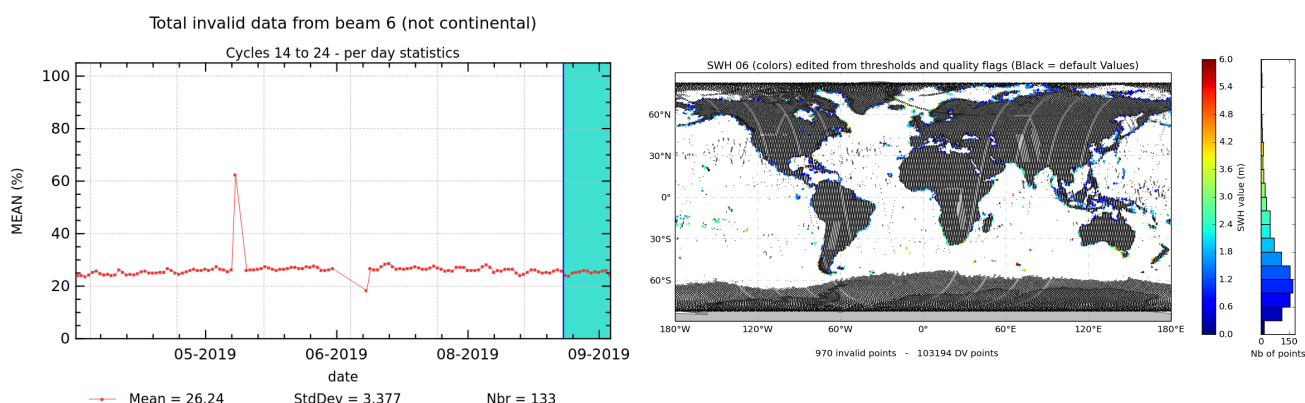 Total invalid data from beam 6 (not continental)
Cycles 14 to 24 - per day statistics
100
80
60
40
20
0
MEAN (%)
05-2019
06-2019
08-2019
09-2019
date
Mean = 26.24 StdDev = 3.377 Nbr = 133
SWH 06 (colors) edited from thresholds and quality flags (Black = default Values)
60°N
30°N
0°
30°S
60°S
180°W 120°W 60°W 0° 60°E 120°E 180°E
970 invalid points - 103194 DV points
6.0
5.4
4.8
4.2
3.6
3.0
2.4
1.8
1.2
0.6
0.0
SWH value (m)
0 150
Nb of points